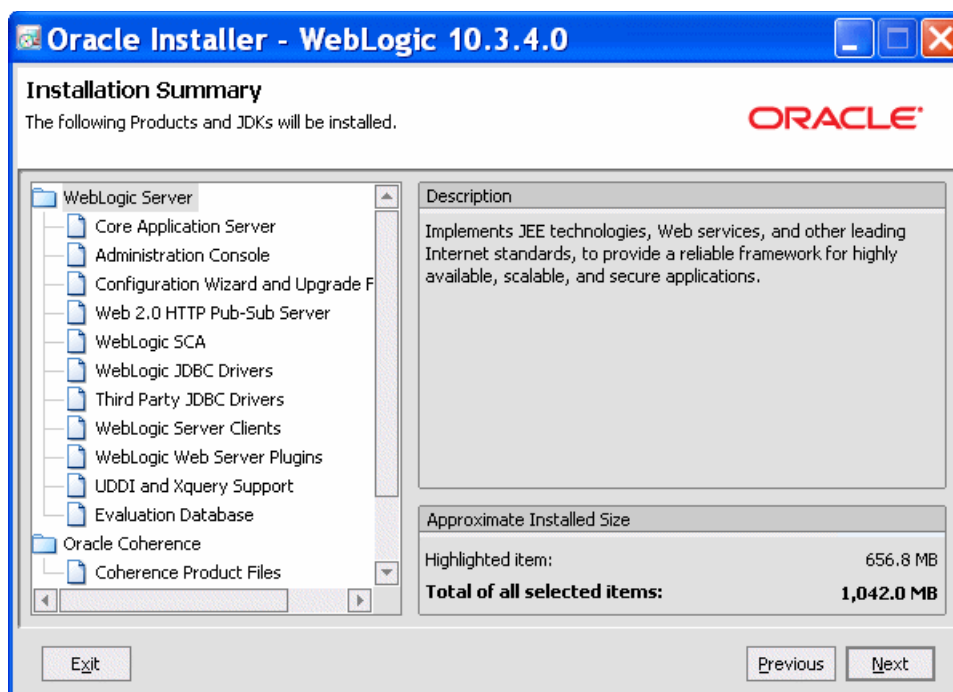 Oracle Installer - WebLogic 10.3.4.0
Installation Summary
The following Products and JDKs will be installed.
ORACLE
WebLogic Server
Core Application Server
Administration Console
Configuration Wizard and Upgrade F
Web 2.0 HTTP Pub-Sub Server
WebLogic SCA
WebLogic JDBC Drivers
Third Party JDBC Drivers
WebLogic Server Clients
WebLogic Web Server Plugins
UDDI and Xquery Support
Evaluation Database
Oracle Coherence
Coherence Product Files
Description
Implements JEE technologies, Web services, and other leading
Internet standards, to provide a reliable framework for highly
available, scalable, and secure applications.
Approximate Installed Size
Highlighted item: 656.8 MB
Total of all selected items: 1,042.0 MB
Exit Previous Next